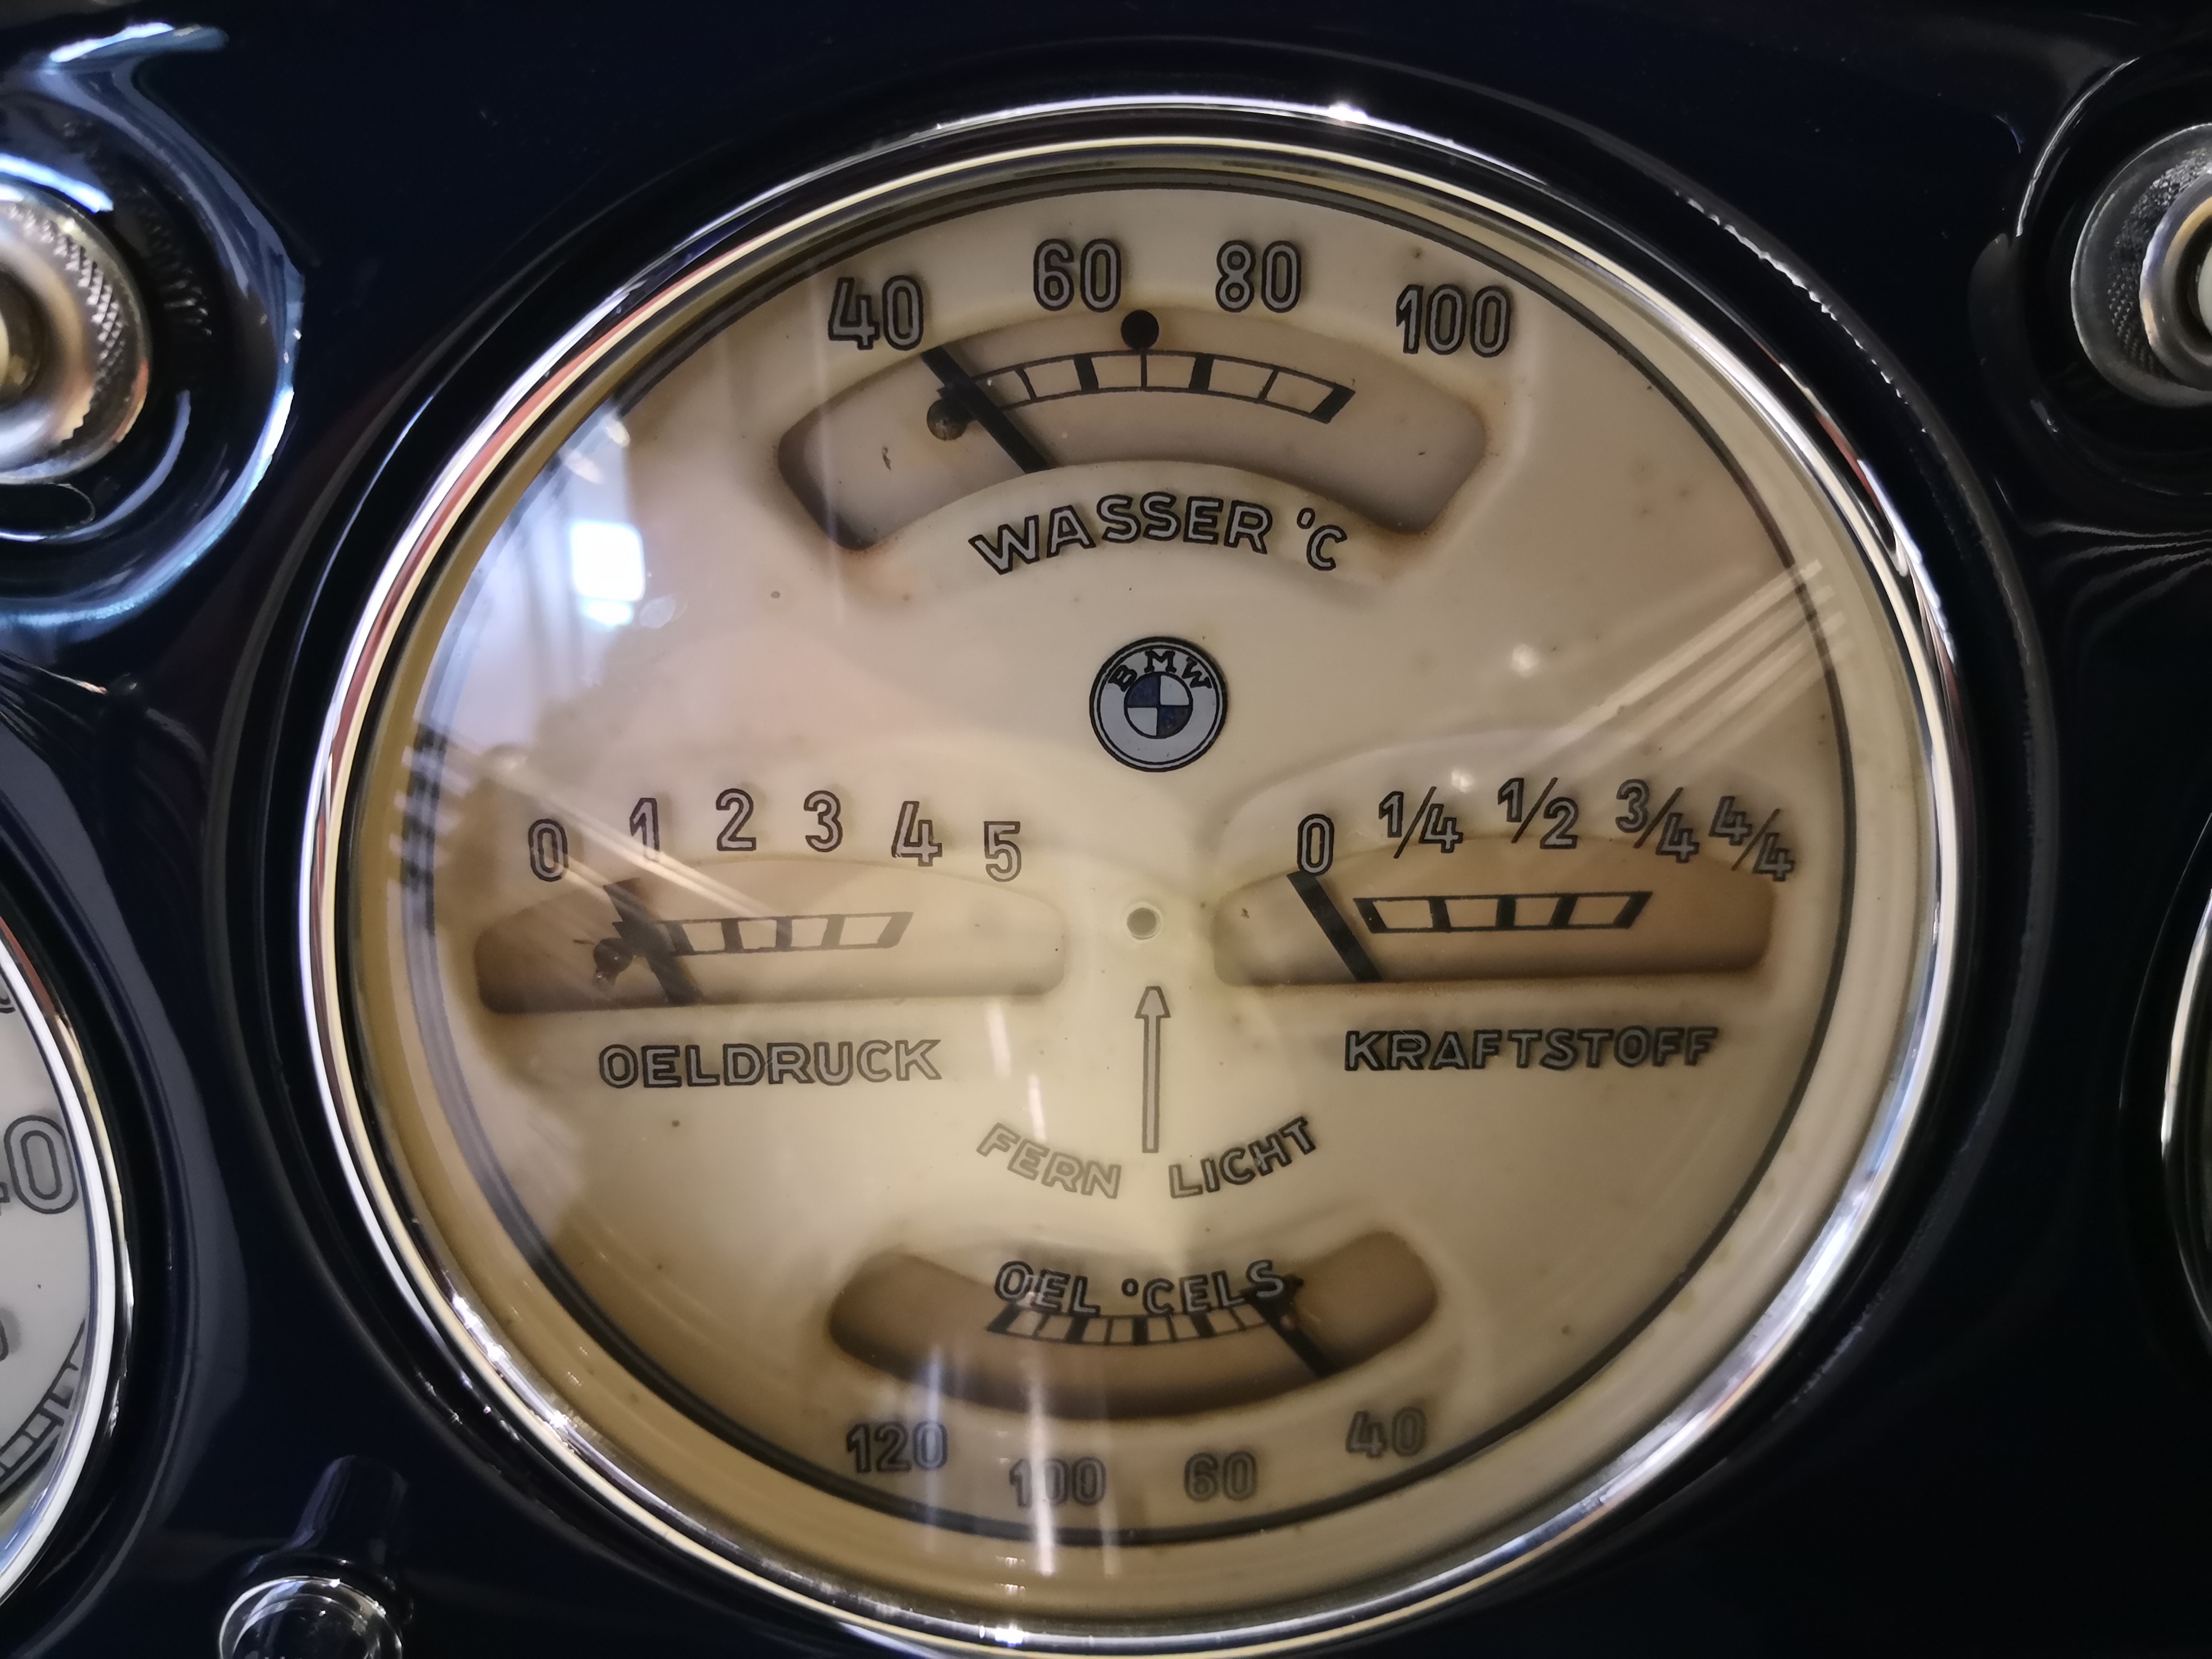 40 60 80 100
WASSER °C
BMW
0 1 2 3 4 5
0 1/4 1/2 3/4 4/4
OELDRUCK
KRAFTSTOFF
FERN LICHT
OEL °CELS
120 100 60 40